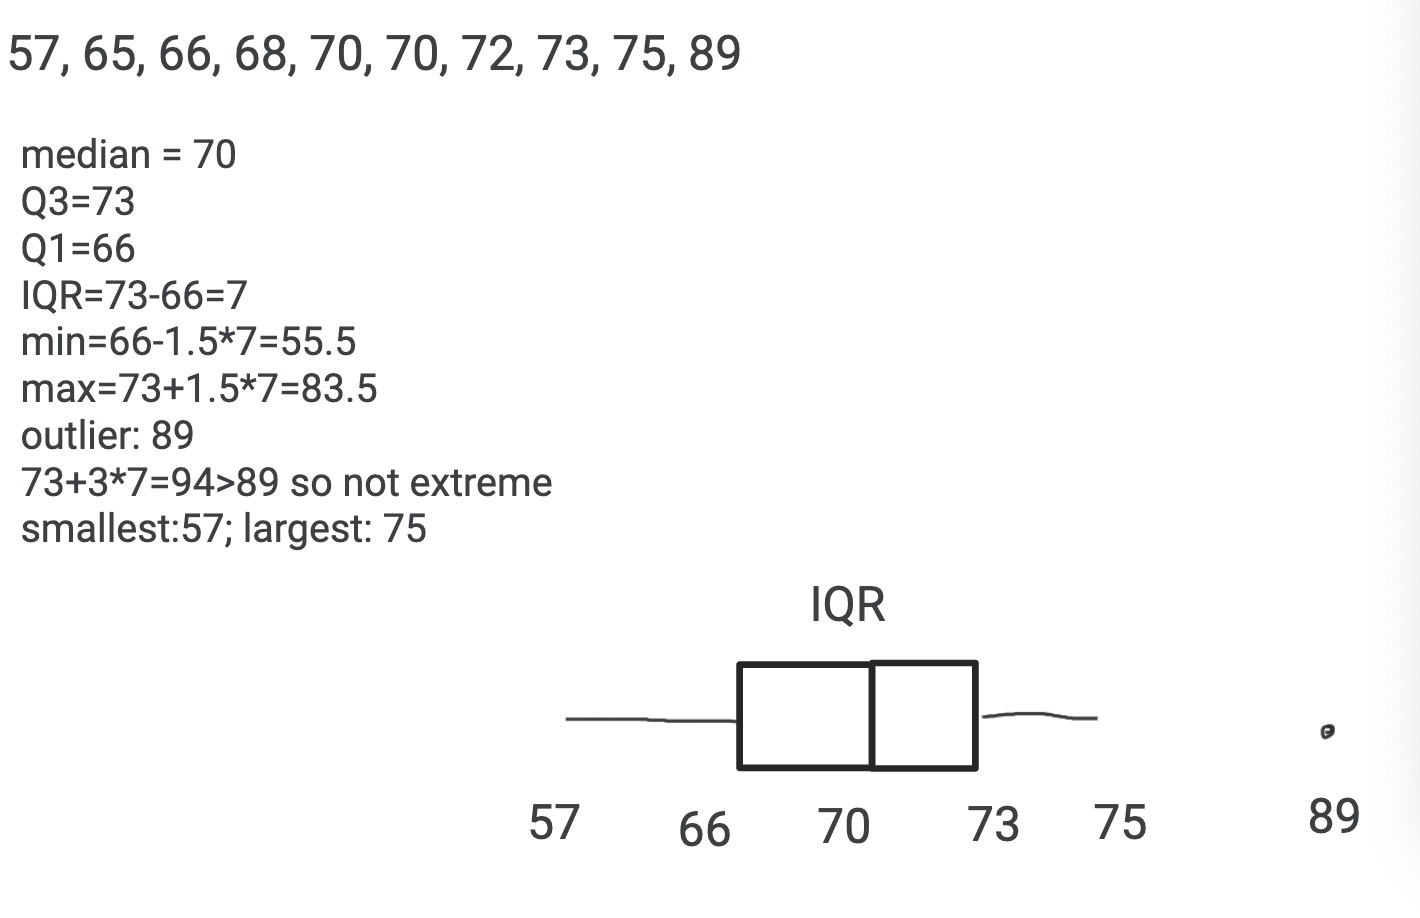 57, 65, 66, 68, 70, 70, 72, 73, 75, 89
median = 70
Q3=73
Q1=66
IQR=73-66=7
min=66-1.5*7=55.5
max=73+1.5*7=83.5
outlier: 89
73+3*7=94>89 so not extreme
smallest:57; largest: 75
IQR
57 66 70 73 75 89